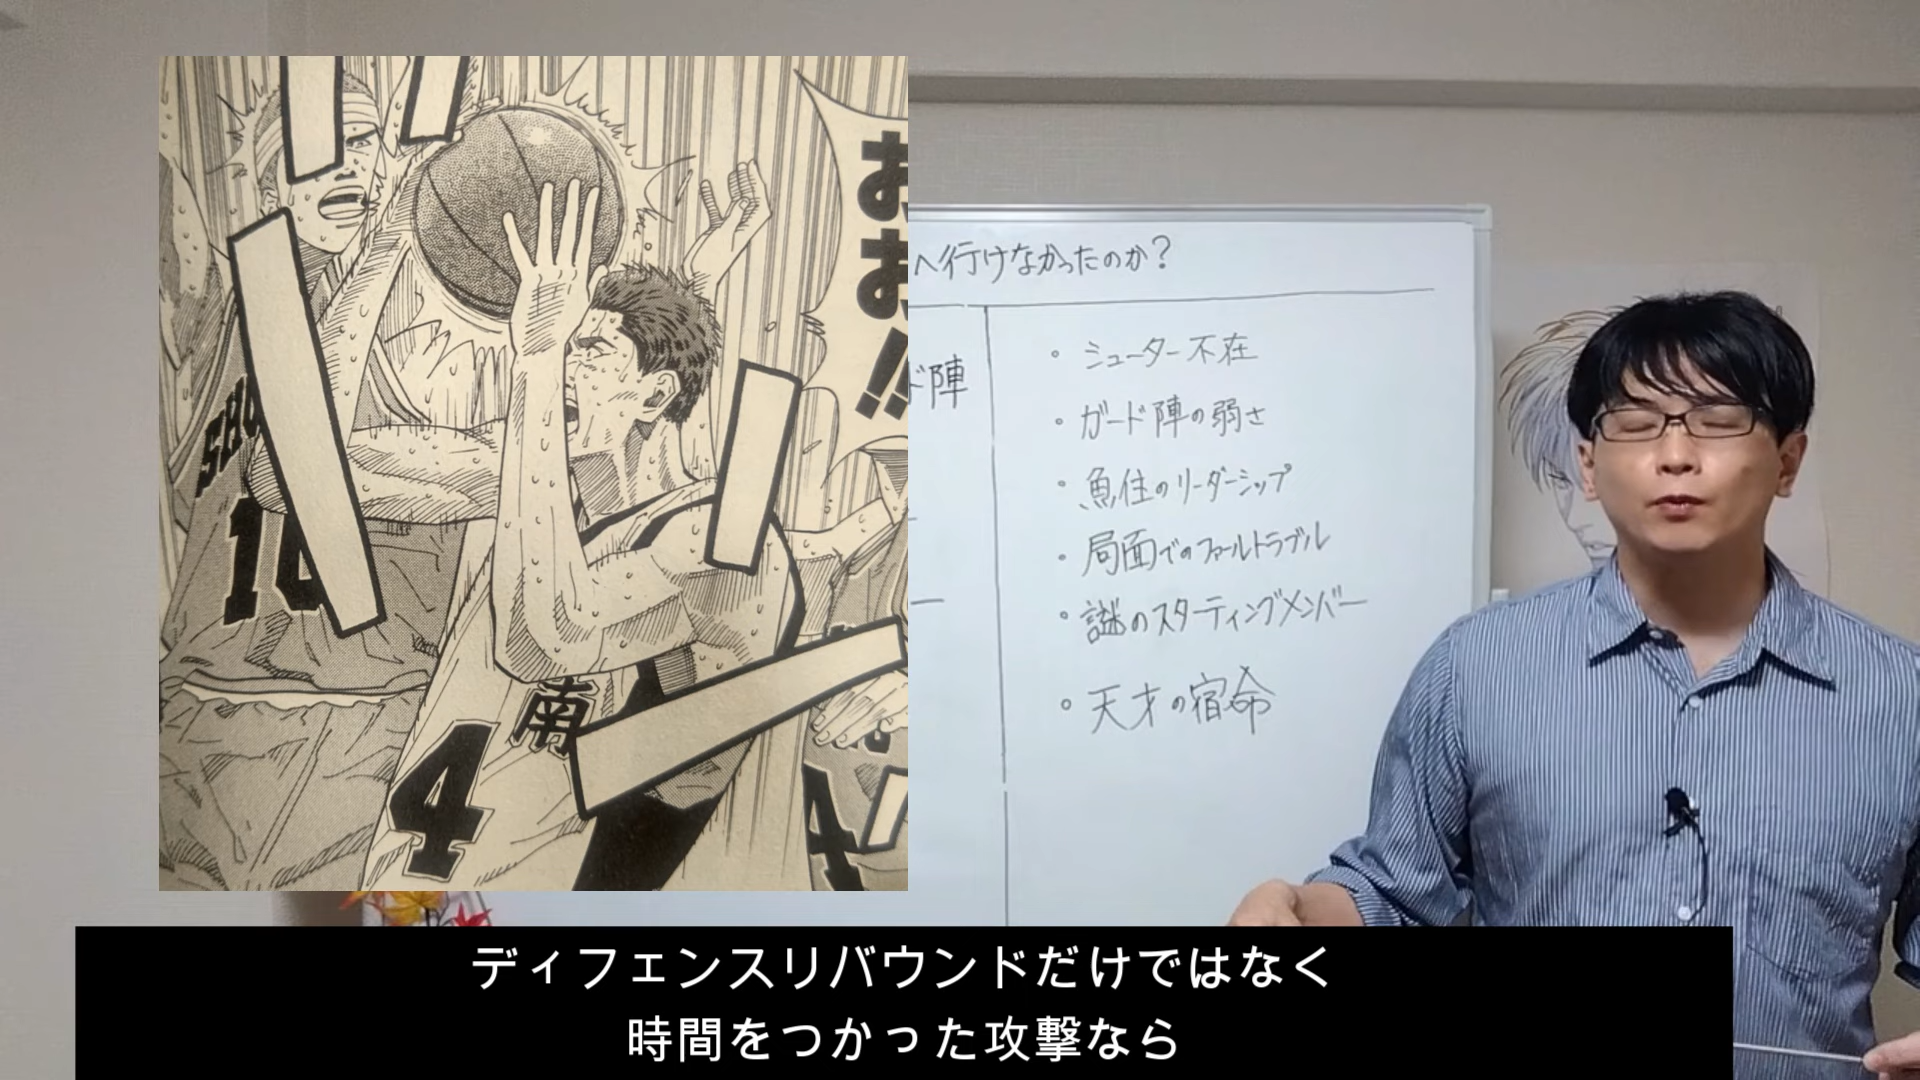 おお!!
SHO
10
南
4
4
へ行けなかったのか?
ド陣
・シューター不在
・ガード陣の弱さ
・魚住のリーダーシップ
・局面でのファールトラブル
・謎のスターティングメンバー
・天才の宿命
ディフェンスリバウンドだけではなく
時間をつかった攻撃なら